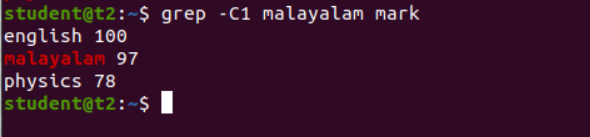 student@t2:~$ grep -C1 malayalam mark
english 100
malayalam 97
physics 78
student@t2:~$